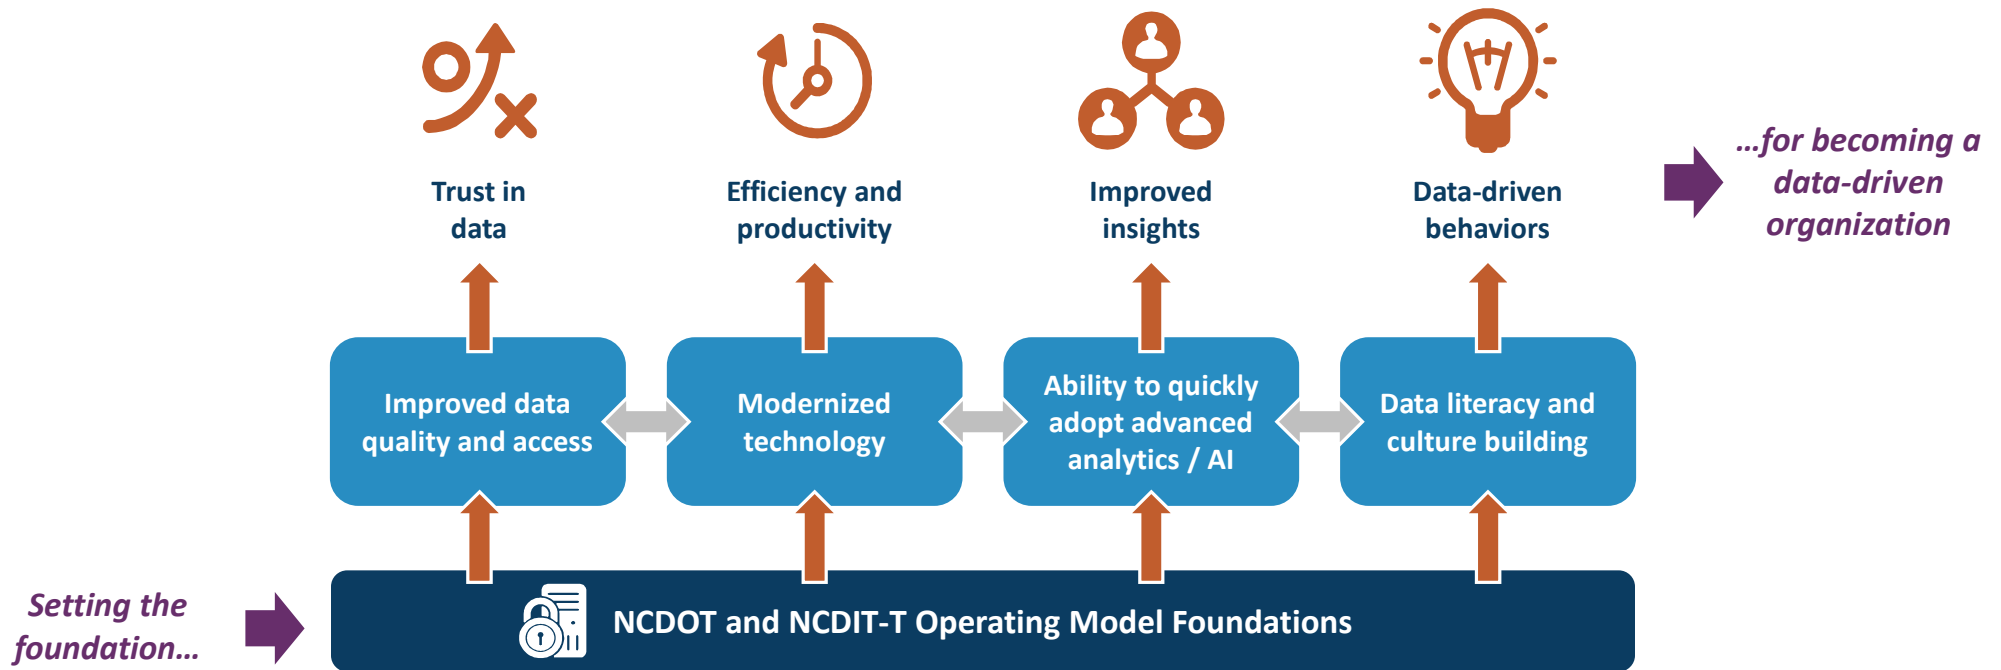 Trust in
data
Efficiency and
productivity
Improved
insights
Data-driven
behaviors
…for becoming a
data-driven
organization
Improved data
quality and access
Modernized
technology
Ability to quickly
adopt advanced
analytics / AI
Data literacy and
culture building
Setting the
foundation…
NCDOT and NCDIT-T Operating Model Foundations